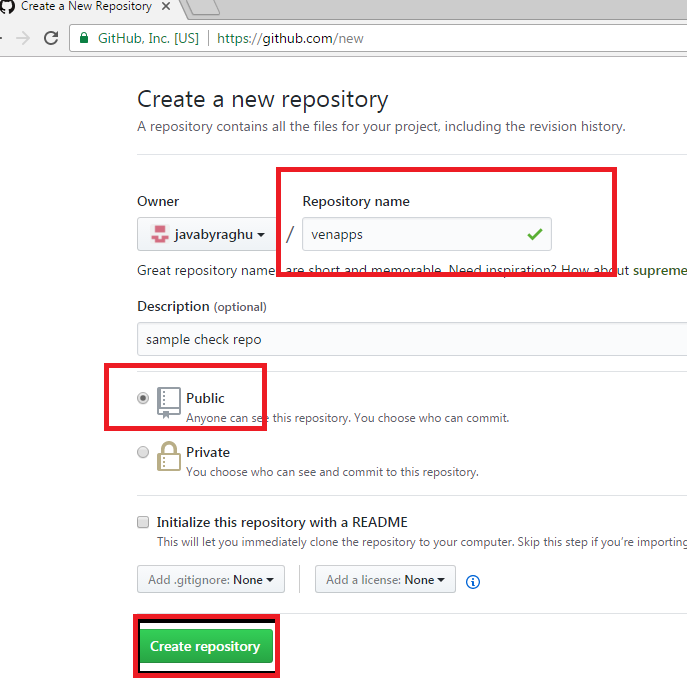 Create a New Repository
GitHub, Inc. [US] https://github.com/new
Create a new repository
A repository contains all the files for your project, including the revision history.
Owner Repository name
javabyraghu / venapps
Great repository name are short and memorable. Need inspiration? How about supreme
Description (optional)
sample check repo
Public
Anyone can see this repository. You choose who can commit.
Private
You choose who can see and commit to this repository.
Initialize this repository with a README
This will let you immediately clone the repository to your computer. Skip this step if you're importing
Add .gitignore: None Add a license: None
Create repository